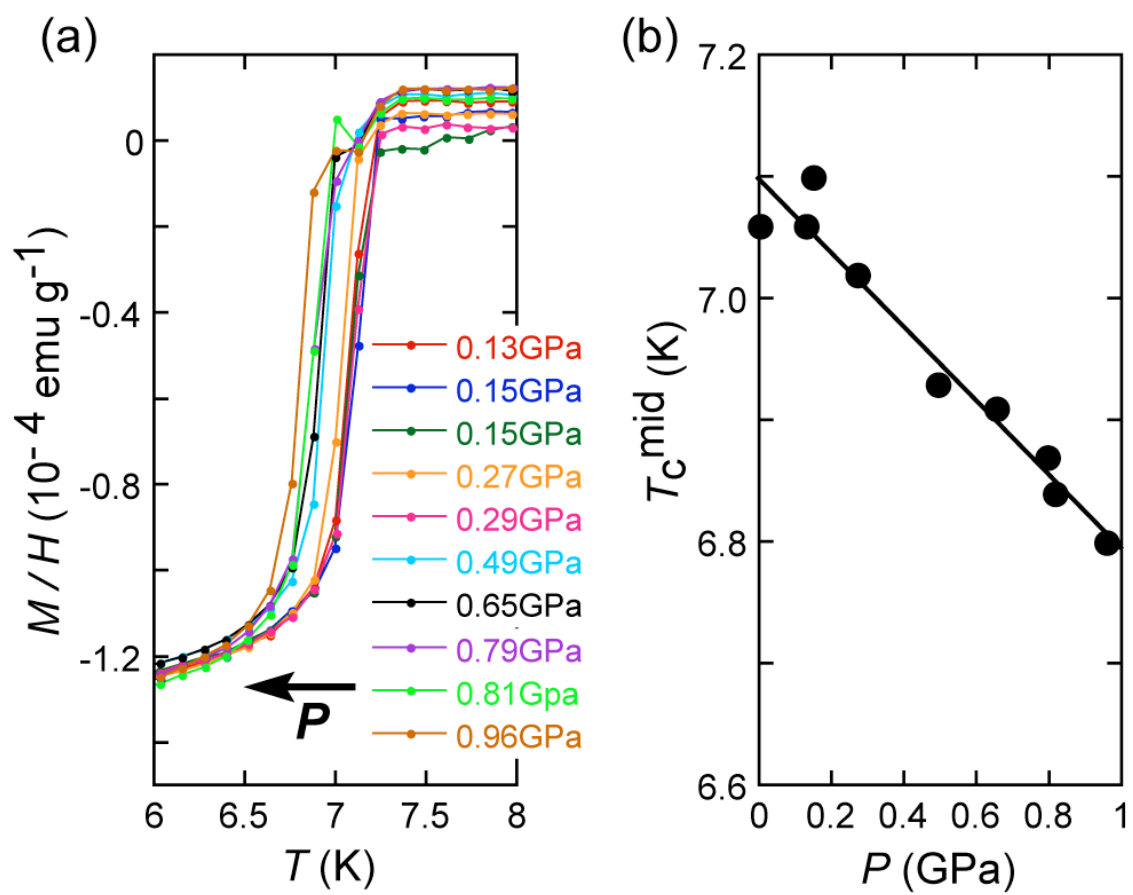 (a)
0
-0.4
-0.8
-1.2
M / H (10⁻⁴ emu g⁻¹)
6
6.5
7
7.5
8
T (K)
0.13GPa
0.15GPa
0.15GPa
0.27GPa
0.29GPa
0.49GPa
0.65GPa
0.79GPa
0.81Gpa
0.96GPa
P
(b)
7.2
7.0
6.8
6.6
Tcmid (K)
0
0.2
0.4
0.6
0.8
1
P (GPa)